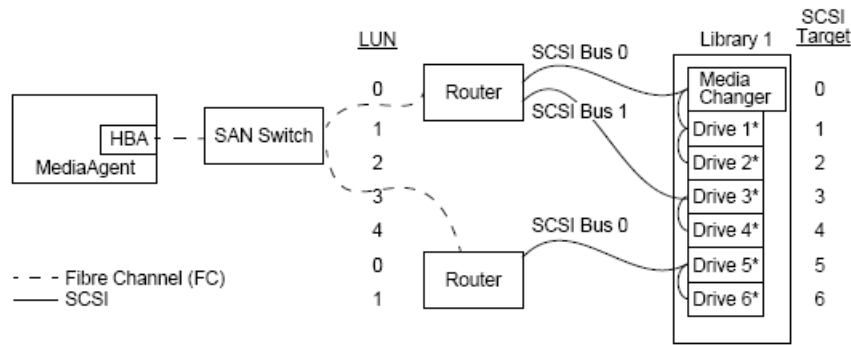 LUN
SCSI
Target
Library 1
SCSI Bus 0
0
Router
Media
Changer
0
SCSI Bus 1
HBA
MediaAgent
SAN Switch
1
Drive 1*
1
2
Drive 2*
2
3
Drive 3*
3
4
SCSI Bus 0
Drive 4*
4
0
Router
Drive 5*
5
1
Drive 6*
6
- - - Fibre Channel (FC)
— SCSI